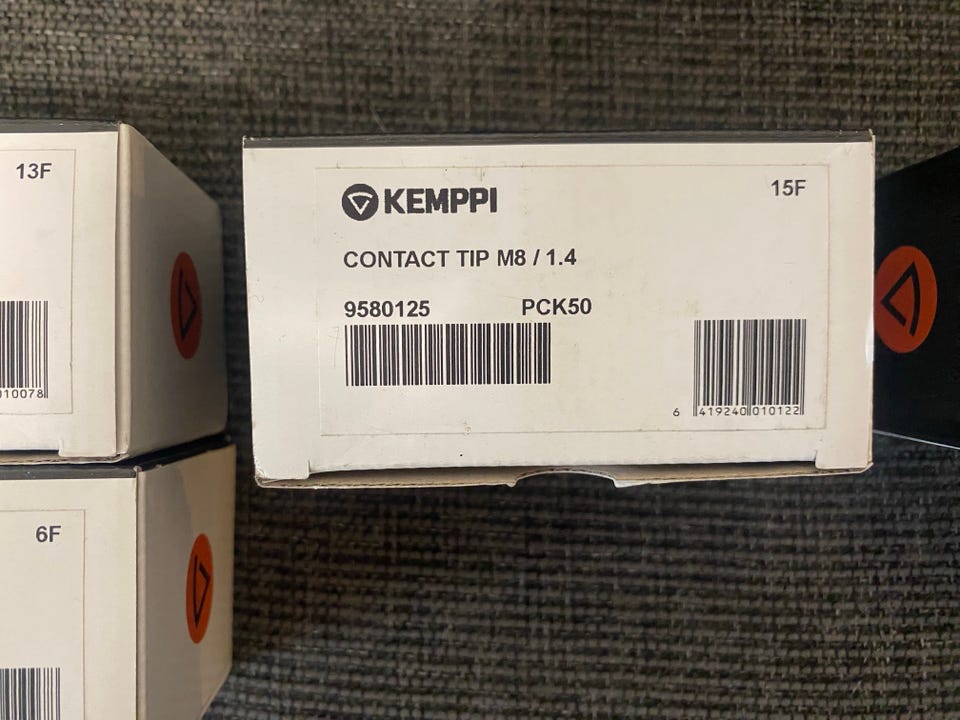 13F
010078
6F
KEMPPI
15F
CONTACT TIP M8 / 1.4
9580125 PCK50
6 419240 010122